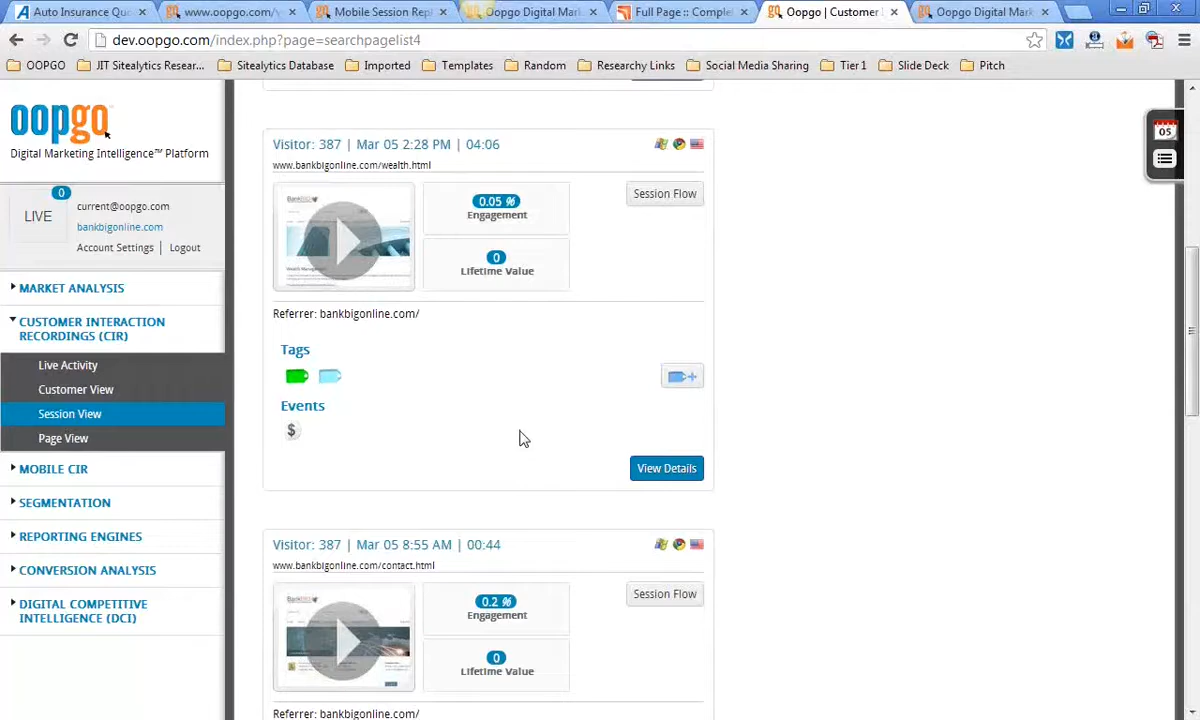 Auto Insurance Qu
www.oopgo.com/v
Mobile Session Rep
Oopgo Digital Mar
Full Page :: Comple
Oopgo | Customer
Oopgo Digital Mar
dev.oopgo.com/index.php?page=searchpagelist4
OOPGO
JIT Sitealytics Resear...
Sitealytics Database
Imported
Templates
Random
Researchy Links
Social Media Sharing
Tier1
Slide Deck
Pitch
oopgo
Digital Marketing Intelligence™ Platform
0
LIVE
current@oopgo.com
bankbigonline.com
Account Settings | Logout
MARKET ANALYSIS
CUSTOMER INTERACTION
RECORDINGS (CIR)
Live Activity
Customer View
Session View
Page View
MOBILE CIR
SEGMENTATION
REPORTING ENGINES
CONVERSION ANALYSIS
DIGITAL COMPETITIVE
INTELLIGENCE (DCI)
Visitor: 387 | Mar 05 2:28 PM | 04:06
www.bankbigonline.com/wealth.html
0.05 %
Engagement
0
Lifetime Value
Session Flow
Referrer: bankbigonline.com/
Tags
Events
$
View Details
Visitor: 387 | Mar 05 8:55 AM | 00:44
www.bankbigonline.com/contact.html
0.2 %
Engagement
0
Lifetime Value
Session Flow
Referrer: bankbigonline.com/
05